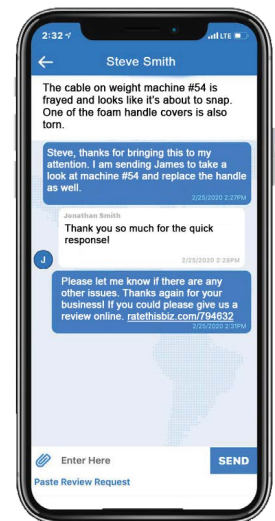 2:32
LTE
Steve Smith
The cable on weight machine #54 is
frayed and looks like it's about to snap.
One of the foam handle covers is also
torn.
Steve, thanks for bringing this to my
attention. I am sending James to take a
look at machine #54 and replace the handle
as well.
2/25/2020 2:27PM
Jonathan Smith
Thank you so much for the quick
response!
J
2/25/2020 2:28PM
Please let me know if there are any
other issues. Thanks again for your
business! If you could please give us a
review online. ratethisbiz.com/794632
2/25/2020 2:31PM
Enter Here
SEND
Paste Review Request